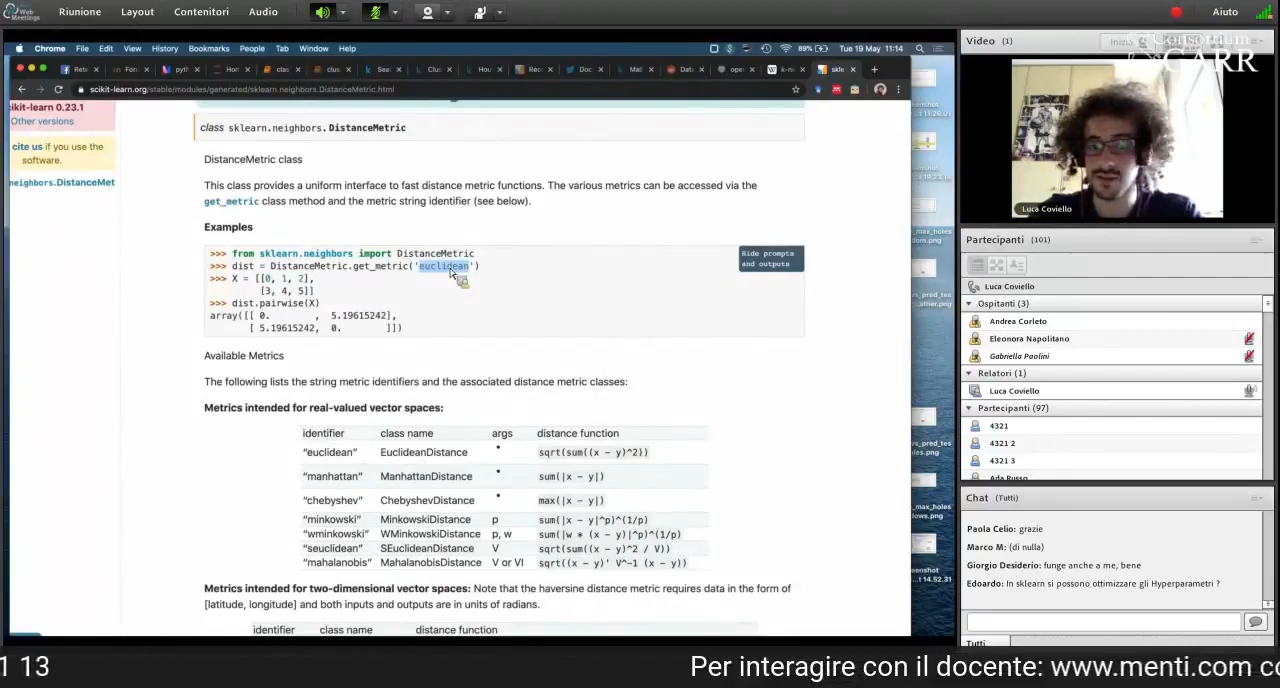 Web Meetings
Riunione Layout Contenitori Audio Aiuto
Chrome File Edit View History Bookmarks People Tab Window Help 89% Tue 19 May 11:14
scikit-learn.org/stable/modules/generated/sklearn.neighbors.DistanceMetric.html
cikit-learn 0.23.1
Other versions
cite us if you use the
software.
neighbors.DistanceMet
class sklearn.neighbors.DistanceMetric
DistanceMetric class
This class provides a uniform interface to fast distance metric functions. The various metrics can be accessed via the
get_metric class method and the metric string identifier (see below).
Examples
>>> from sklearn.neighbors import DistanceMetric
>>> dist = DistanceMetric.get_metric('euclidean')
>>> X = [[0, 1, 2],
[3, 4, 5]]
>>> dist.pairwise(X)
array([[ 0. , 5.19615242],
[ 5.19615242, 0. ]])
Hide prompts
and outputs
Available Metrics
The following lists the string metric identifiers and the associated distance metric classes:
Metrics intended for real-valued vector spaces:
identifier class name args distance function
“euclidean” EuclideanDistance • sqrt(sum((x - y)^2))
“manhattan” ManhattanDistance • sum(|x - y|)
“chebyshev” ChebyshevDistance • max(|x - y|)
“minkowski” MinkowskiDistance p sum(|x - y|^p)^(1/p)
“wminkowski” WMinkowskiDistance p, w sum(|w * (x - y)|^p)^(1/p)
“seuclidean” SEuclideanDistance V sqrt(sum((x - y)^2 / V))
“mahalanobis” MahalanobisDistance V or VI sqrt((x - y)' V^-1 (x - y))
Metrics intended for two-dimensional vector spaces: Note that the haversine distance metric requires data in the form of
[latitude, longitude] and both inputs and outputs are in units of radians.
identifier class name distance function
Video (1)
Consortium
GARR
Luca Coviello
Partecipanti (101)
Luca Coviello
Ospitanti (3)
Andrea Corleto
Eleonora Napolitano
Gabriella Paolini
Relatori (1)
Luca Coviello
Partecipanti (97)
4321
4321 2
4321 3
Ada Russo
Chat (Tutti)
Paola Celio: grazie
Marco M: (di nulla)
Giorgio Desiderio: funge anche a me, bene
Edoardo: In sklearn si possono ottimizzare gli Hyperparametri ?
Tutti
1 13
Per interagire con il docente: www.menti.com co